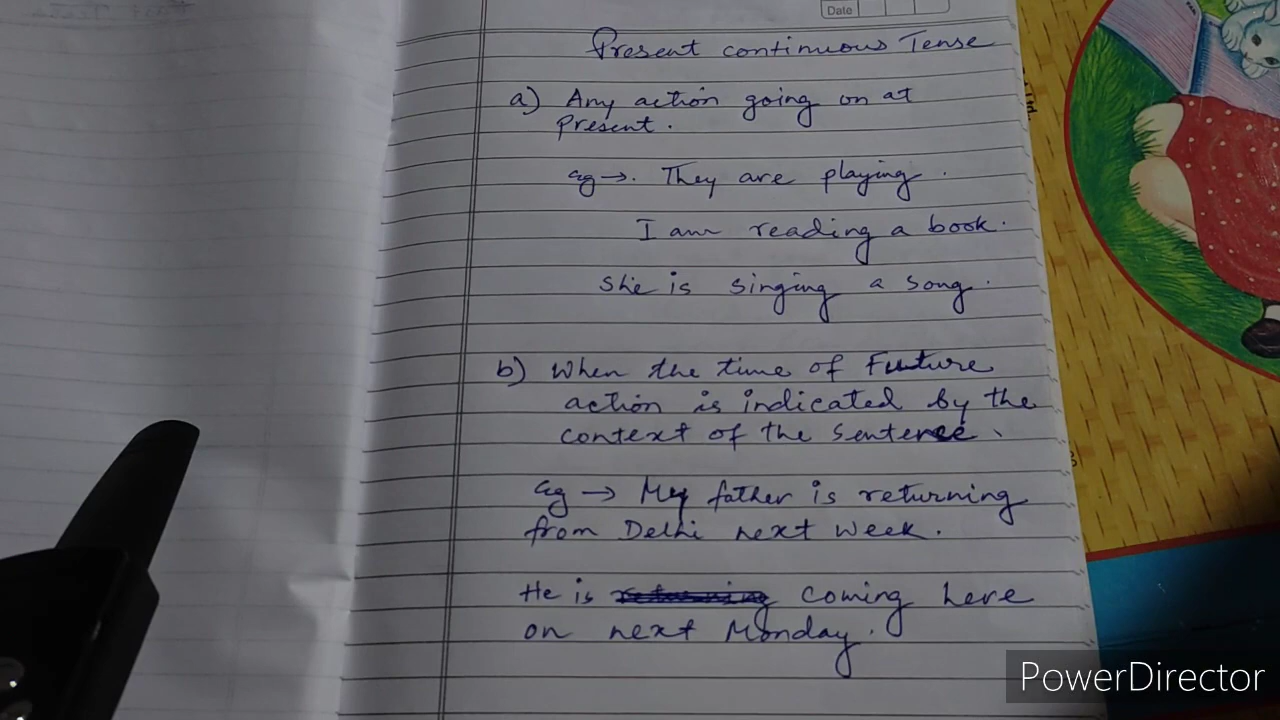 Date
Present continuous Tense
a) Any action going on at
present.
eg →. They are playing.
I am reading a book.
She is singing a song.
b) When the time of Future
action is indicated by the
context of the sentence.
eg → My father is returning
from Delhi next week.
He is returning coming here
on next Monday.
PowerDirector